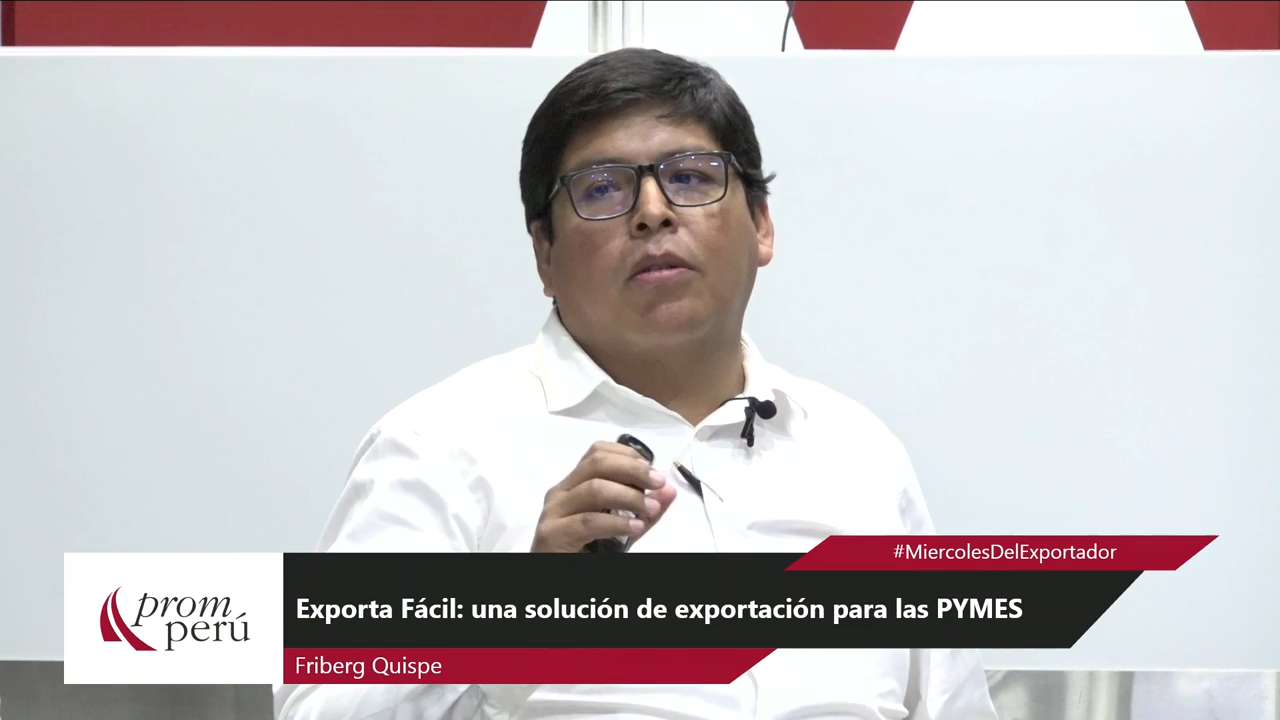 #MiercolesDelExportador
prom
perú
Exporta Fácil: una solución de exportación para las PYMES
Friberg Quispe